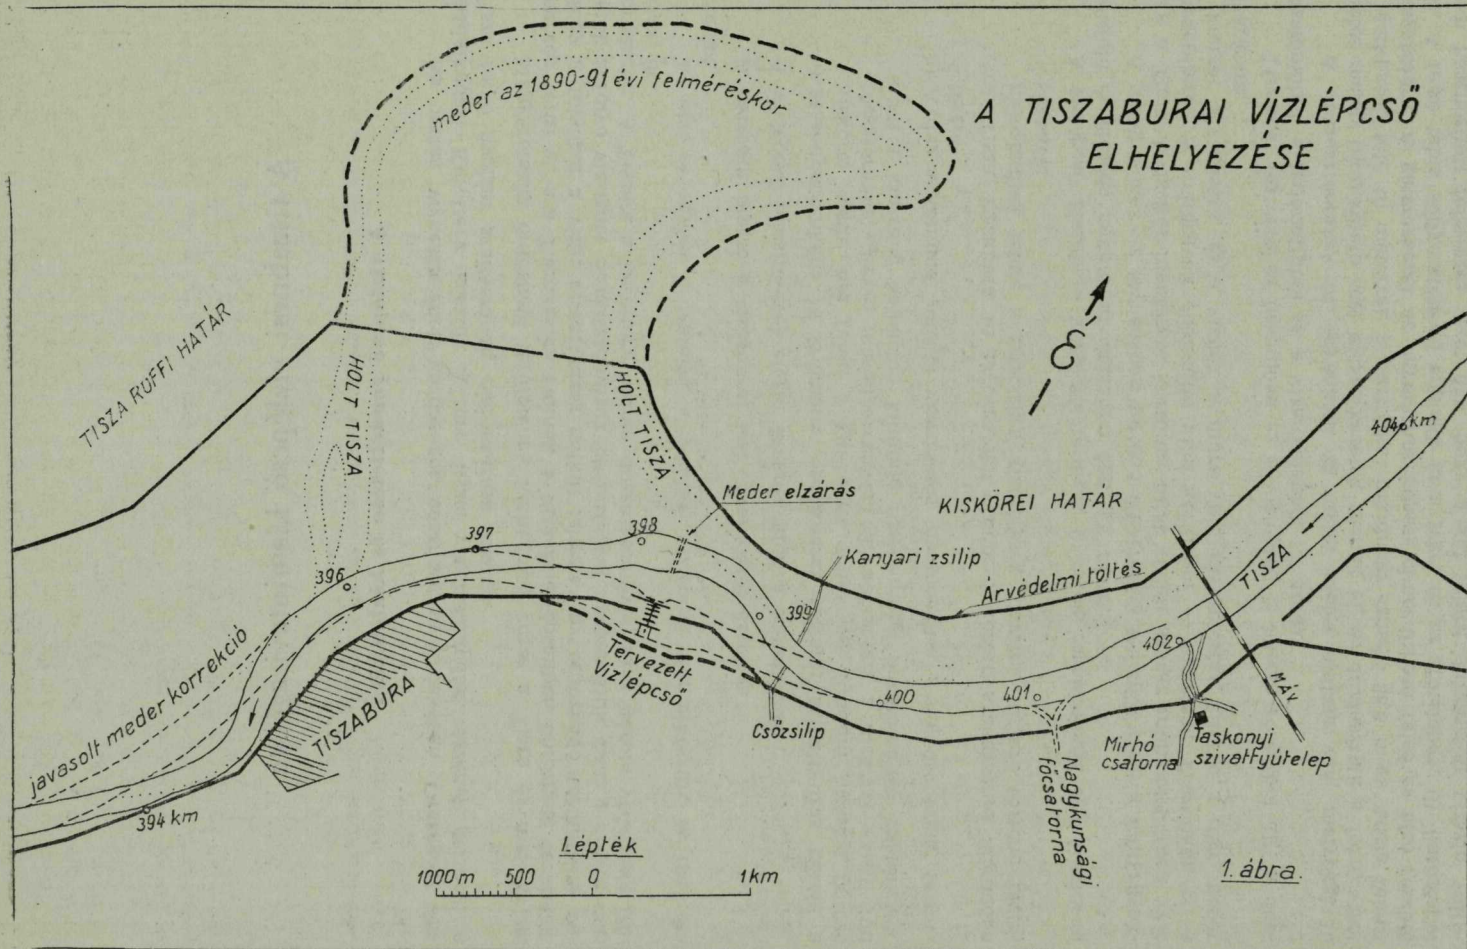 meder az 1890-91 évi felméréskor
A TISZABURAI VÍZLÉPCSŐ
ELHELYEZÉSE
TISZA ROFFI HATÁR
HOLT TISZA
HOLT TISZA
É
404 km
Meder elzárás
KISKÖREI HATÁR
397
398
Kanyari zsilip
396
Árvédelmi töltés
TISZA
399
402
javasolt meder korrekció
TISZABURA
Tervezett
Vízlépcső
400
401
MÁV
Csőzsilip
Mirhó
csatorna
Taskonyi
szivattyútelep
Nagykunsági
főcsatorna
394 km
Lépték
1000 m 500 0 1 km
1. ábra.